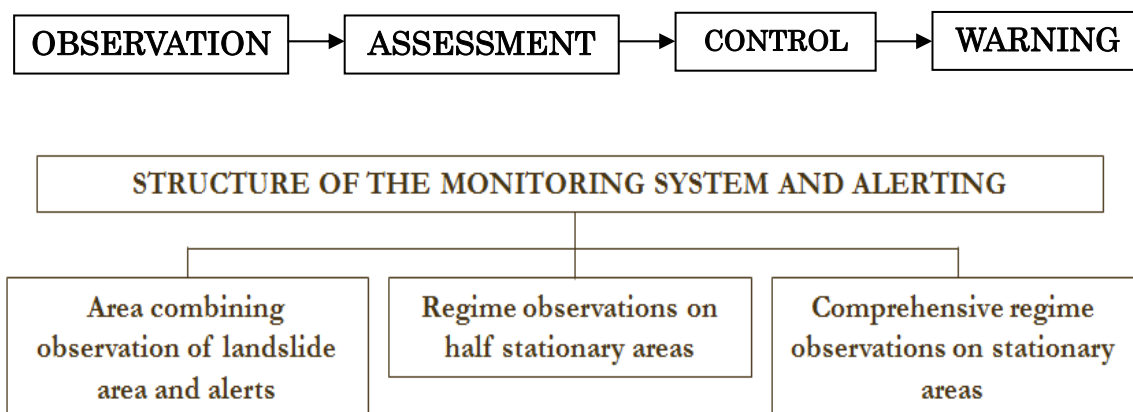 OBSERVATION
ASSESSMENT
CONTROL
WARNING
STRUCTURE OF THE MONITORING SYSTEM AND ALERTING
Area combining
observation of landslide
area and alerts
Regime observations on
half stationary areas
Comprehensive regime
observations on stationary
areas